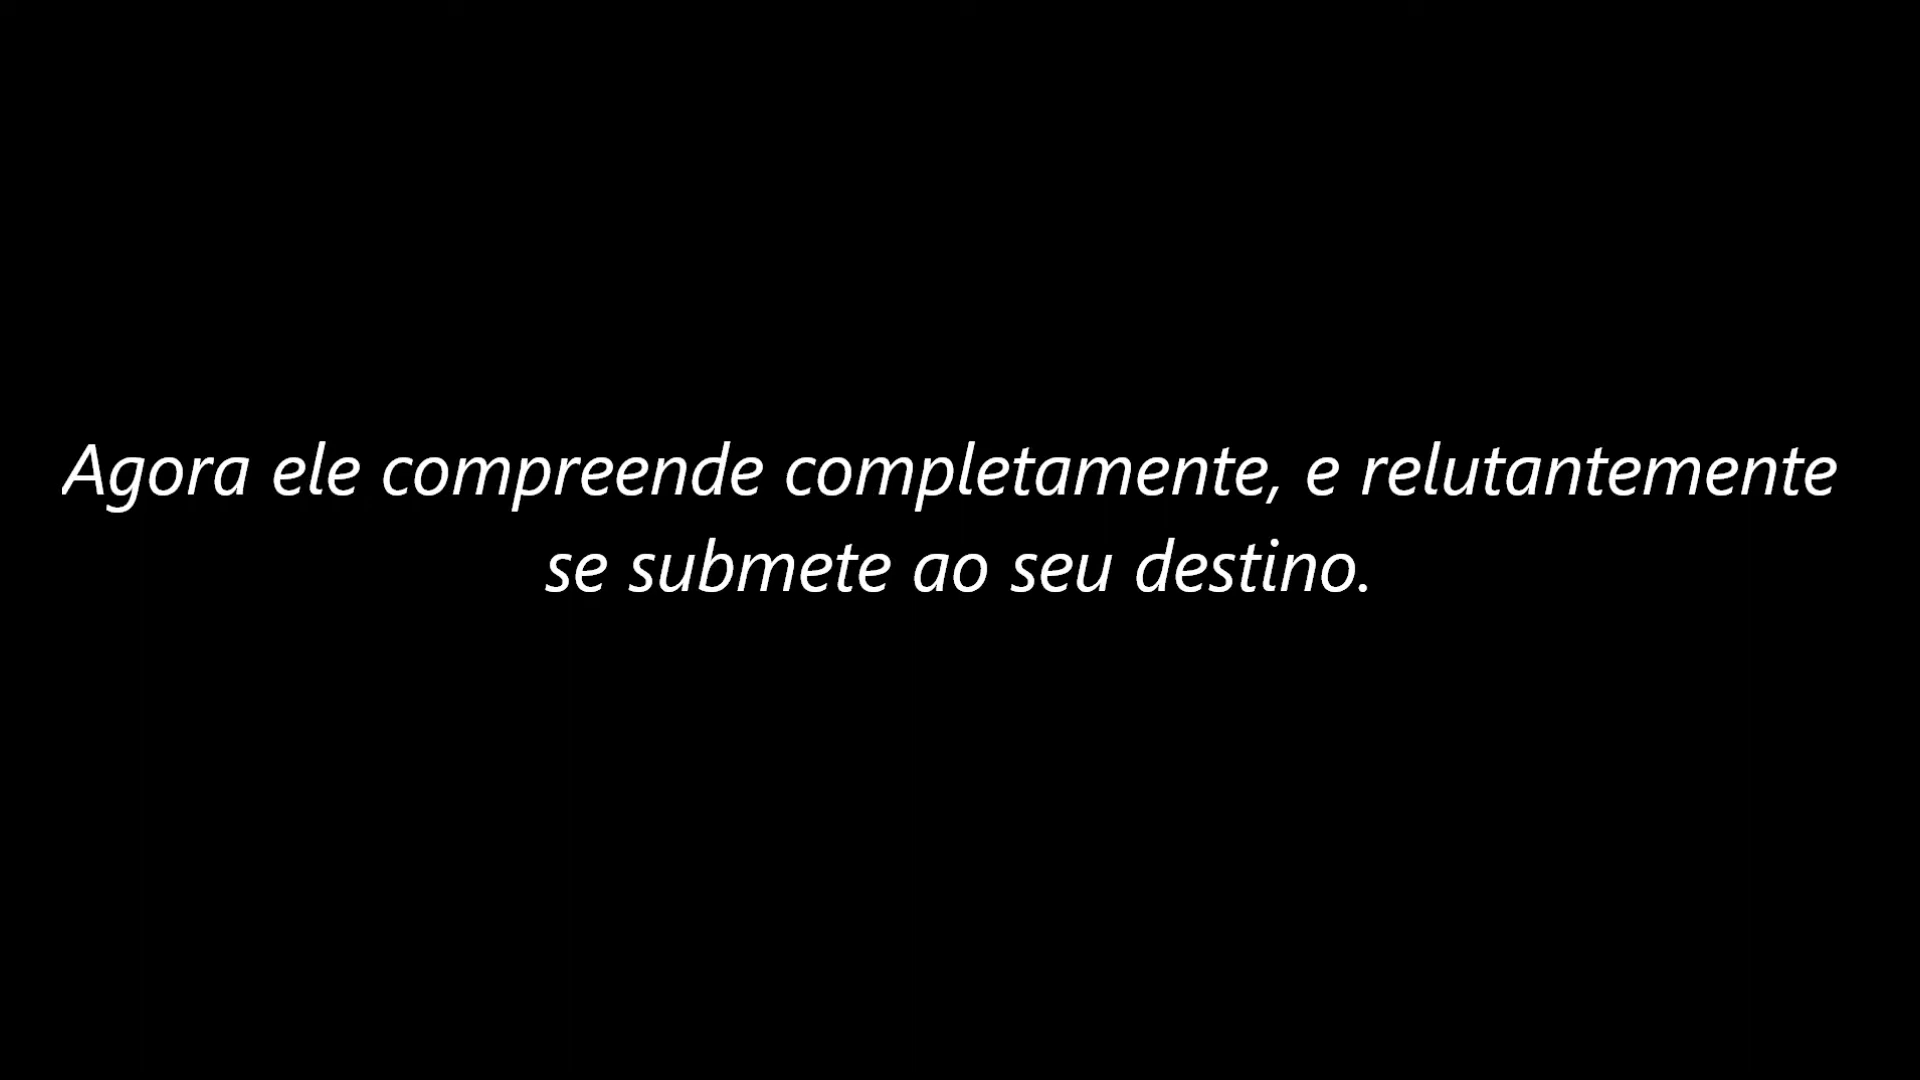 Agora ele compreende completamente, e relutantemente
se submete ao seu destino.